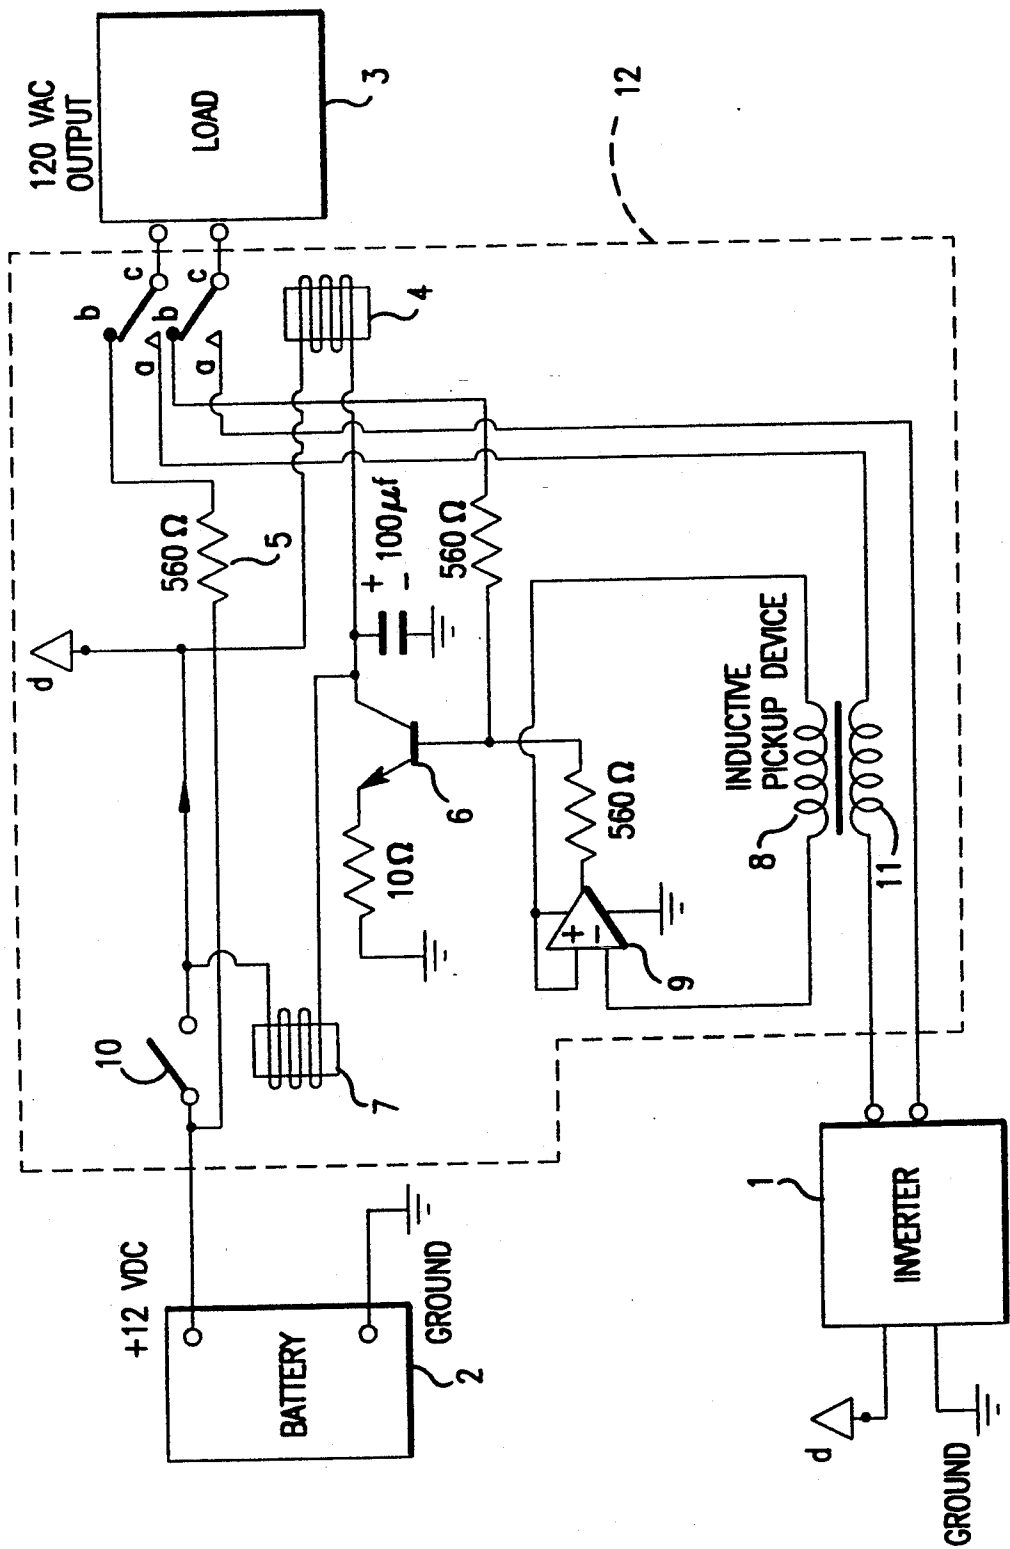 120 VAC
OUTPUT
LOAD
3
12
c
c
b
b
a
a
4
d
560 Ω
5
+
−
100μf
560 Ω
6
10Ω
560 Ω
INDUCTIVE
PICKUP DEVICE
8
11
+
−
9
10
7
+12 VDC
BATTERY
GROUND
2
1
INVERTER
d
GROUND